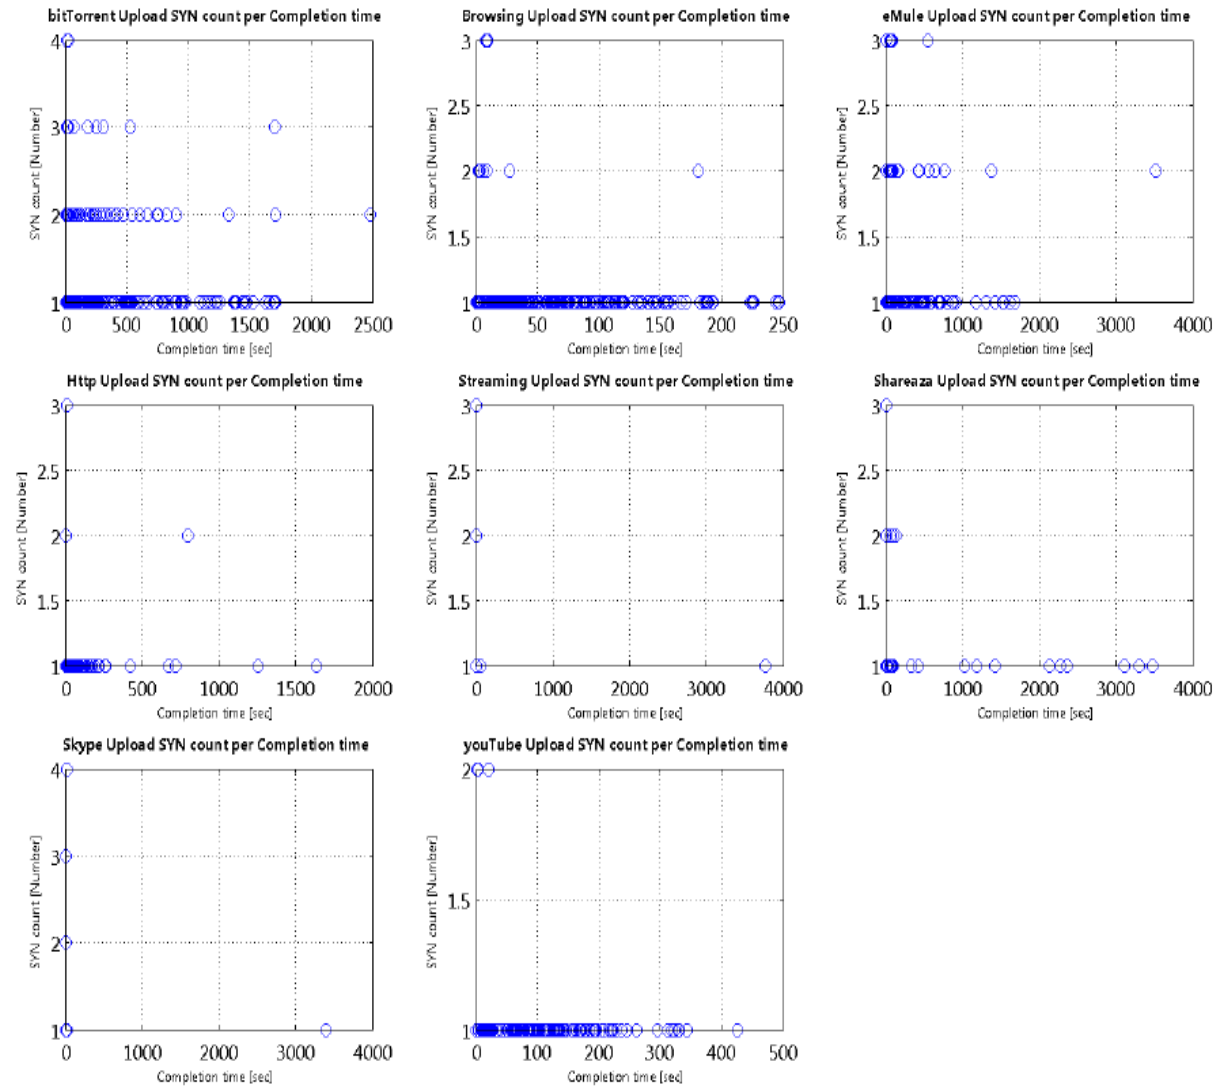 bitTorrent Upload SYN count per Completion time
SYN count [Number]
4
3
2
1
0 500 1000 1500 2000 2500
Completion time [sec]
Browsing Upload SYN count per Completion time
SYN count [Number]
3
2.5
2
1.5
1
0 50 100 150 200 250
Completion time [sec]
eMule Upload SYN count per Completion time
SYN count [Number]
3
2.5
2
1.5
1
0 1000 2000 3000 4000
Completion time [sec]
Http Upload SYN count per Completion time
SYN count [Number]
3
2.5
2
1.5
1
0 500 1000 1500 2000
Completion time [sec]
Streaming Upload SYN count per Completion time
SYN count [Number]
3
2.5
2
1.5
1
0 1000 2000 3000 4000
Completion time [sec]
Shareaza Upload SYN count per Completion time
SYN count [Number]
3
2.5
2
1.5
1
0 1000 2000 3000 4000
Completion time [sec]
Skype Upload SYN count per Completion time
SYN count [Number]
4
3
2
1
0 1000 2000 3000 4000
Completion time [sec]
youTube Upload SYN count per Completion time
SYN count [Number]
2
1.5
1
0 100 200 300 400 500
Completion time [sec]